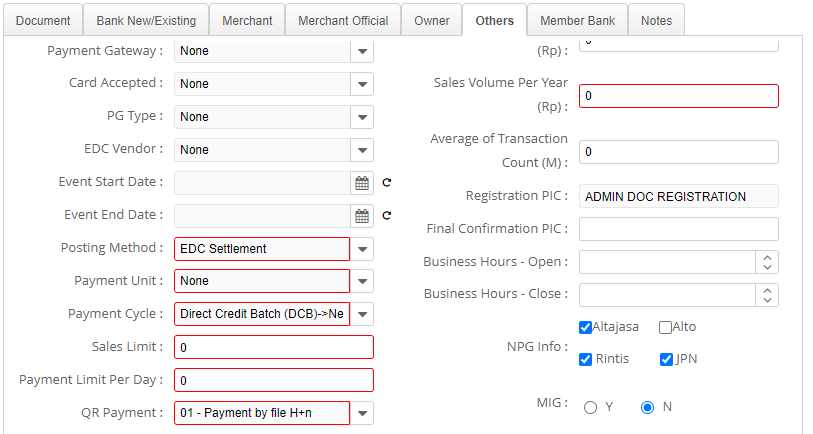 Document Bank New/Existing Merchant Merchant Official Owner Others Member Bank Notes
Payment Gateway : None
Card Accepted : None
PG Type : None
EDC Vendor : None
Event Start Date :
Event End Date :
Posting Method : EDC Settlement
Payment Unit : None
Payment Cycle : Direct Credit Batch (DCB)->Ne
Sales Limit : 0
Payment Limit Per Day : 0
QR Payment : 01 - Payment by file H+n
(Rp) :
Sales Volume Per Year
(Rp) : 0
Average of Transaction
Count (M) : 0
Registration PIC : ADMIN DOC REGISTRATION
Final Confirmation PIC :
Business Hours - Open :
Business Hours - Close :
NPG Info :
Altajasa Alto
Rintis JPN
MIG : Y N